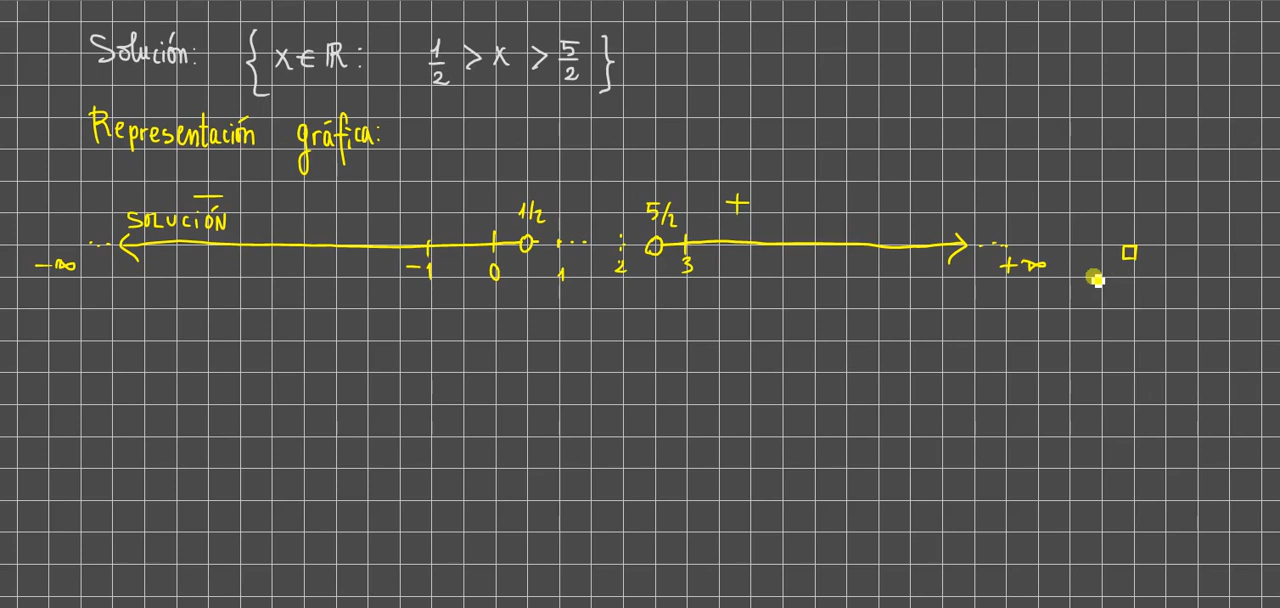 Solución: { x ∈ ℝ : 1/2 > x > 5/2 }
Representación gráfica:
SOLUCIÓN 1/2 5/2 +
-∞ ... -1 0 1 ... 2 3 ... +∞